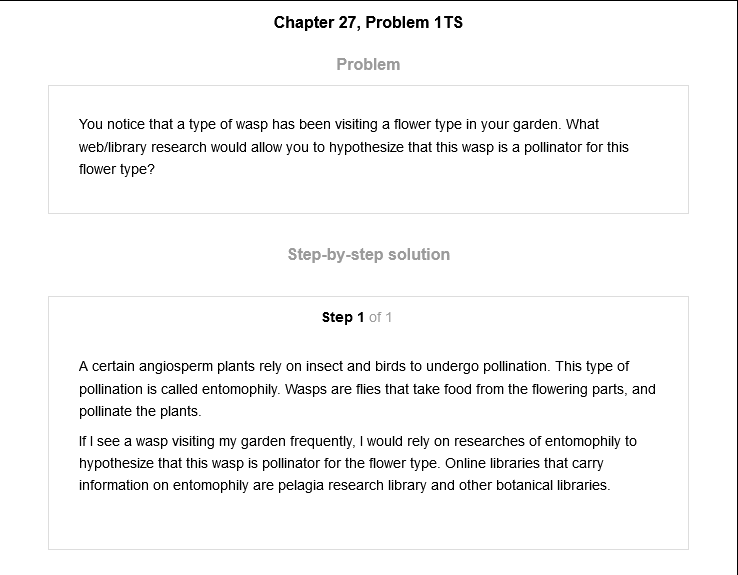 Chapter 27, Problem 1TS
Problem
You notice that a type of wasp has been visiting a flower type in your garden. What
web/library research would allow you to hypothesize that this wasp is a pollinator for this
flower type?
Step-by-step solution
Step 1 of 1
A certain angiosperm plants rely on insect and birds to undergo pollination. This type of
pollination is called entomophily. Wasps are flies that take food from the flowering parts, and
pollinate the plants.
If I see a wasp visiting my garden frequently, I would rely on researches of entomophily to
hypothesize that this wasp is pollinator for the flower type. Online libraries that carry
information on entomophily are pelagia research library and other botanical libraries.